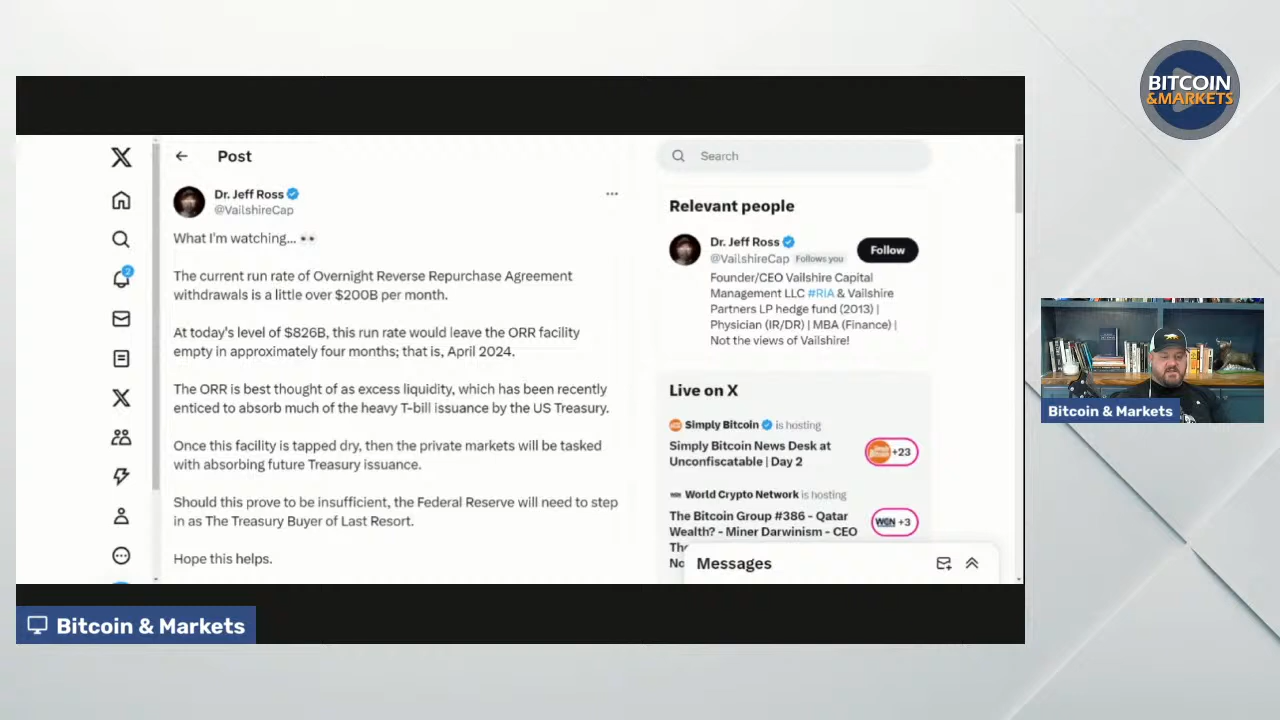 BITCOIN
&MARKETS
Post
Search
Dr. Jeff Ross
@VailshireCap
What I'm watching...
The current run rate of Overnight Reverse Repurchase Agreement
withdrawals is a little over $200B per month.
At today's level of $826B, this run rate would leave the ORR facility
empty in approximately four months; that is, April 2024.
The ORR is best thought of as excess liquidity, which has been recently
enticed to absorb much of the heavy T-bill issuance by the US Treasury.
Once this facility is tapped dry, then the private markets will be tasked
with absorbing future Treasury issuance.
Should this prove to be insufficient, the Federal Reserve will need to step
in as The Treasury Buyer of Last Resort.
Hope this helps.
2
Relevant people
Dr. Jeff Ross
@VailshireCap Follows you
Follow
Founder/CEO Vailshire Capital
Management LLC #RIA & Vailshire
Partners LP hedge fund (2013) |
Physician (IR/DR) | MBA (Finance) |
Not the views of Vailshire!
Live on X
Simply Bitcoin is hosting
Simply Bitcoin News Desk at
Unconfiscatable | Day 2
+23
World Crypto Network is hosting
The Bitcoin Group #386 - Qatar
Wealth? - Miner Darwinism - CEO
WCN +3
Messages
Bitcoin & Markets
Bitcoin & Markets